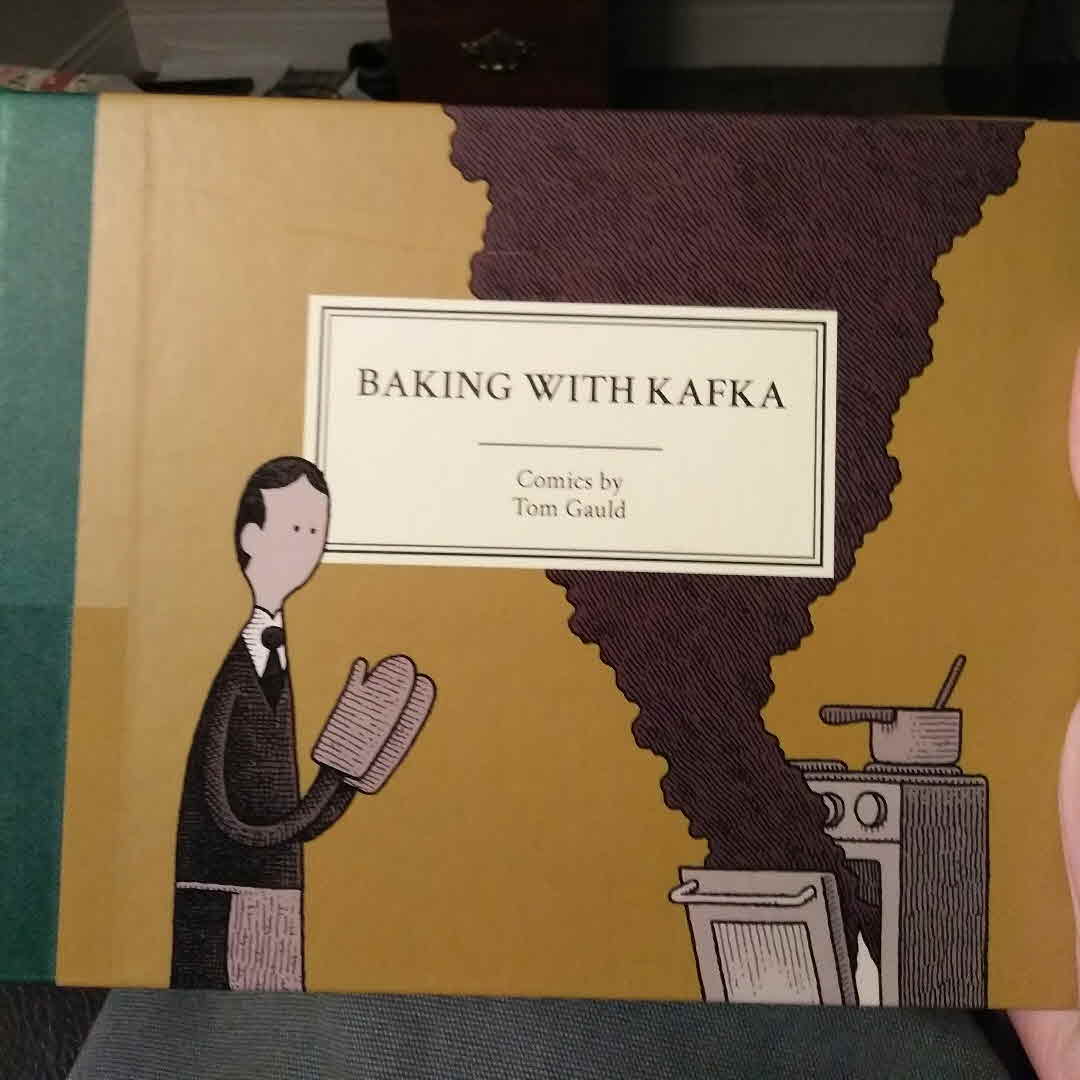 BAKING WITH KAFKA
Comics by
Tom Gauld